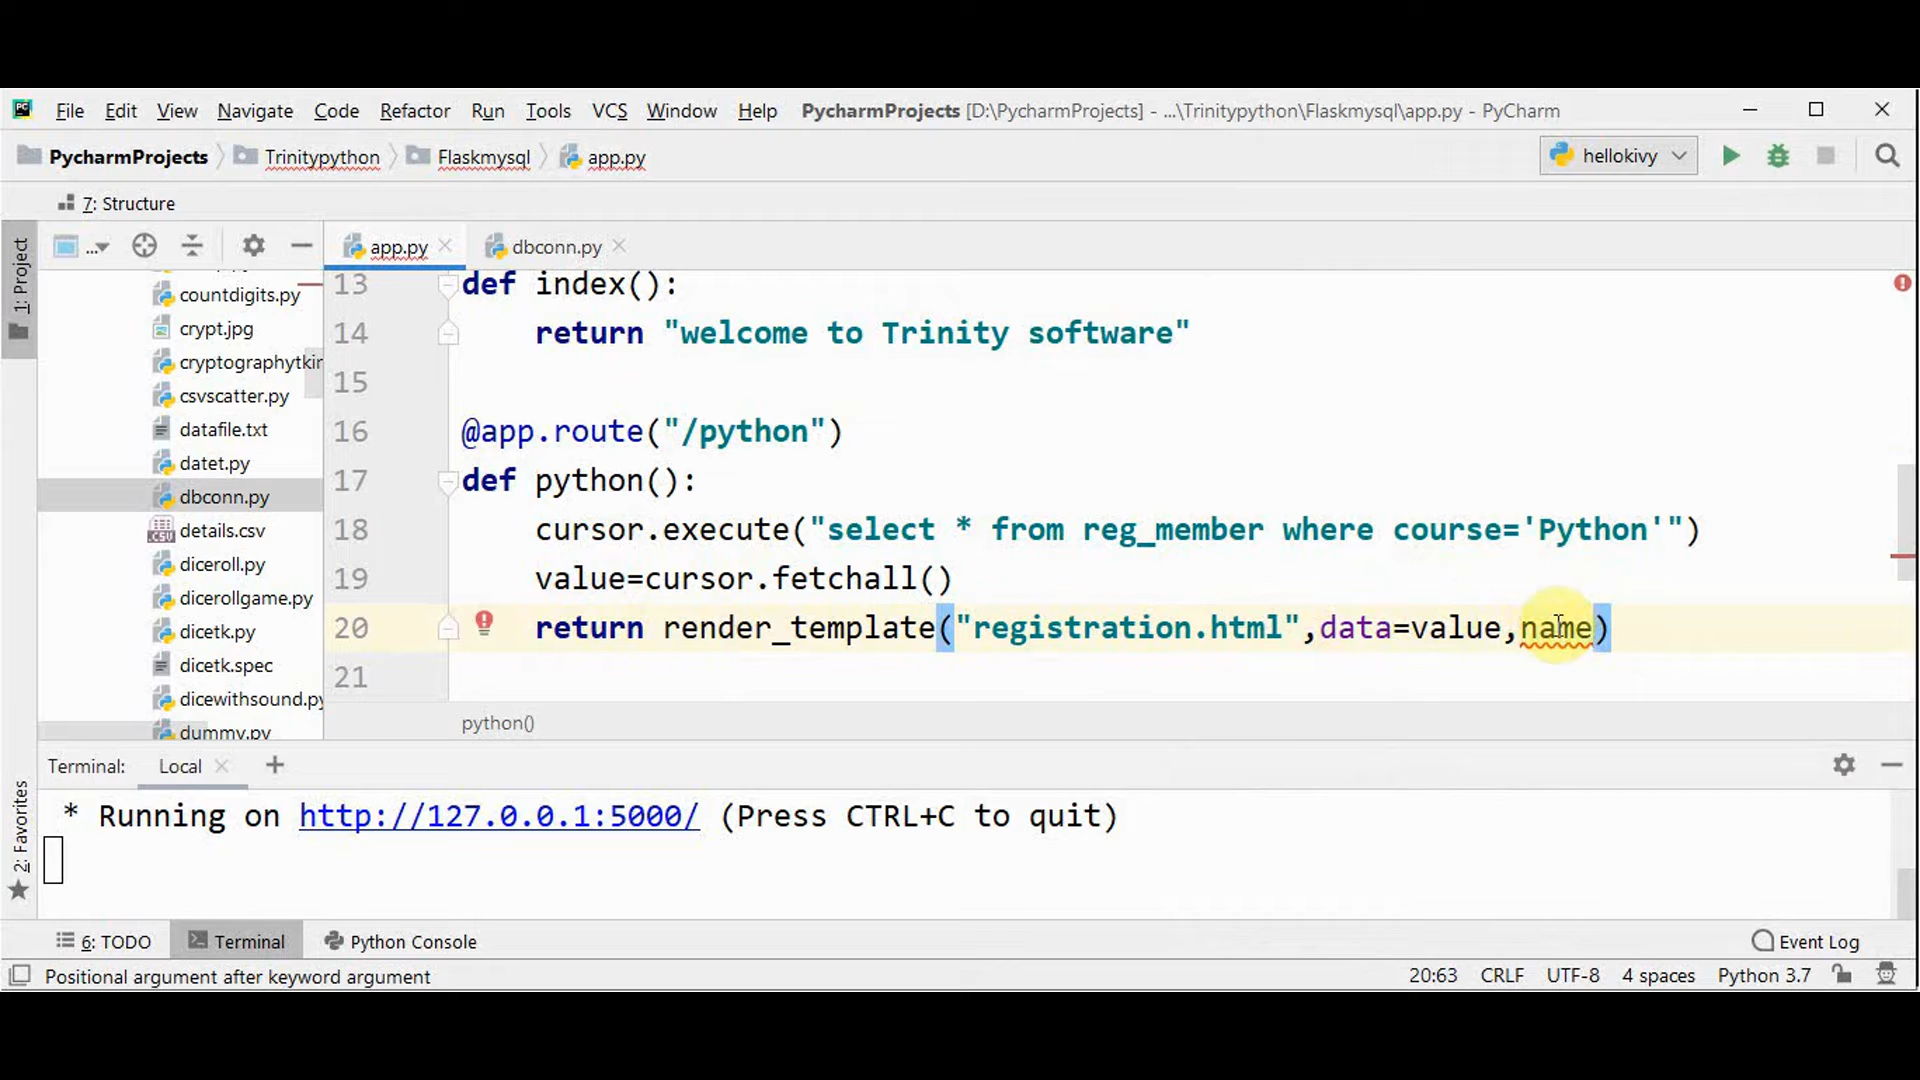 PC File Edit View Navigate Code Refactor Run Tools VCS Window Help PycharmProjects [D:\PycharmProjects] - ...\Trinitypython\Flaskmysql\app.py - PyCharm
PycharmProjects Trinitypython Flaskmysql app.py hellokivy
7: Structure
1: Project
... app.py dbconn.py
countdigits.py
crypt.jpg
cryptographytkin
csvscatter.py
datafile.txt
datet.py
dbconn.py
details.csv
diceroll.py
dicerollgame.py
dicetk.py
dicetk.spec
dicewithsound.py
dummy.py
13 def index():
14 return "welcome to Trinity software"
15
16 @app.route("/python")
17 def python():
18 cursor.execute("select * from reg_member where course='Python'")
19 value=cursor.fetchall()
20 return render_template("registration.html",data=value,name)
21
python()
Terminal: Local +
* Running on http://127.0.0.1:5000/ (Press CTRL+C to quit)
2: Favorites
6: TODO Terminal Python Console Event Log
Positional argument after keyword argument 20:63 CRLF UTF-8 4 spaces Python 3.7